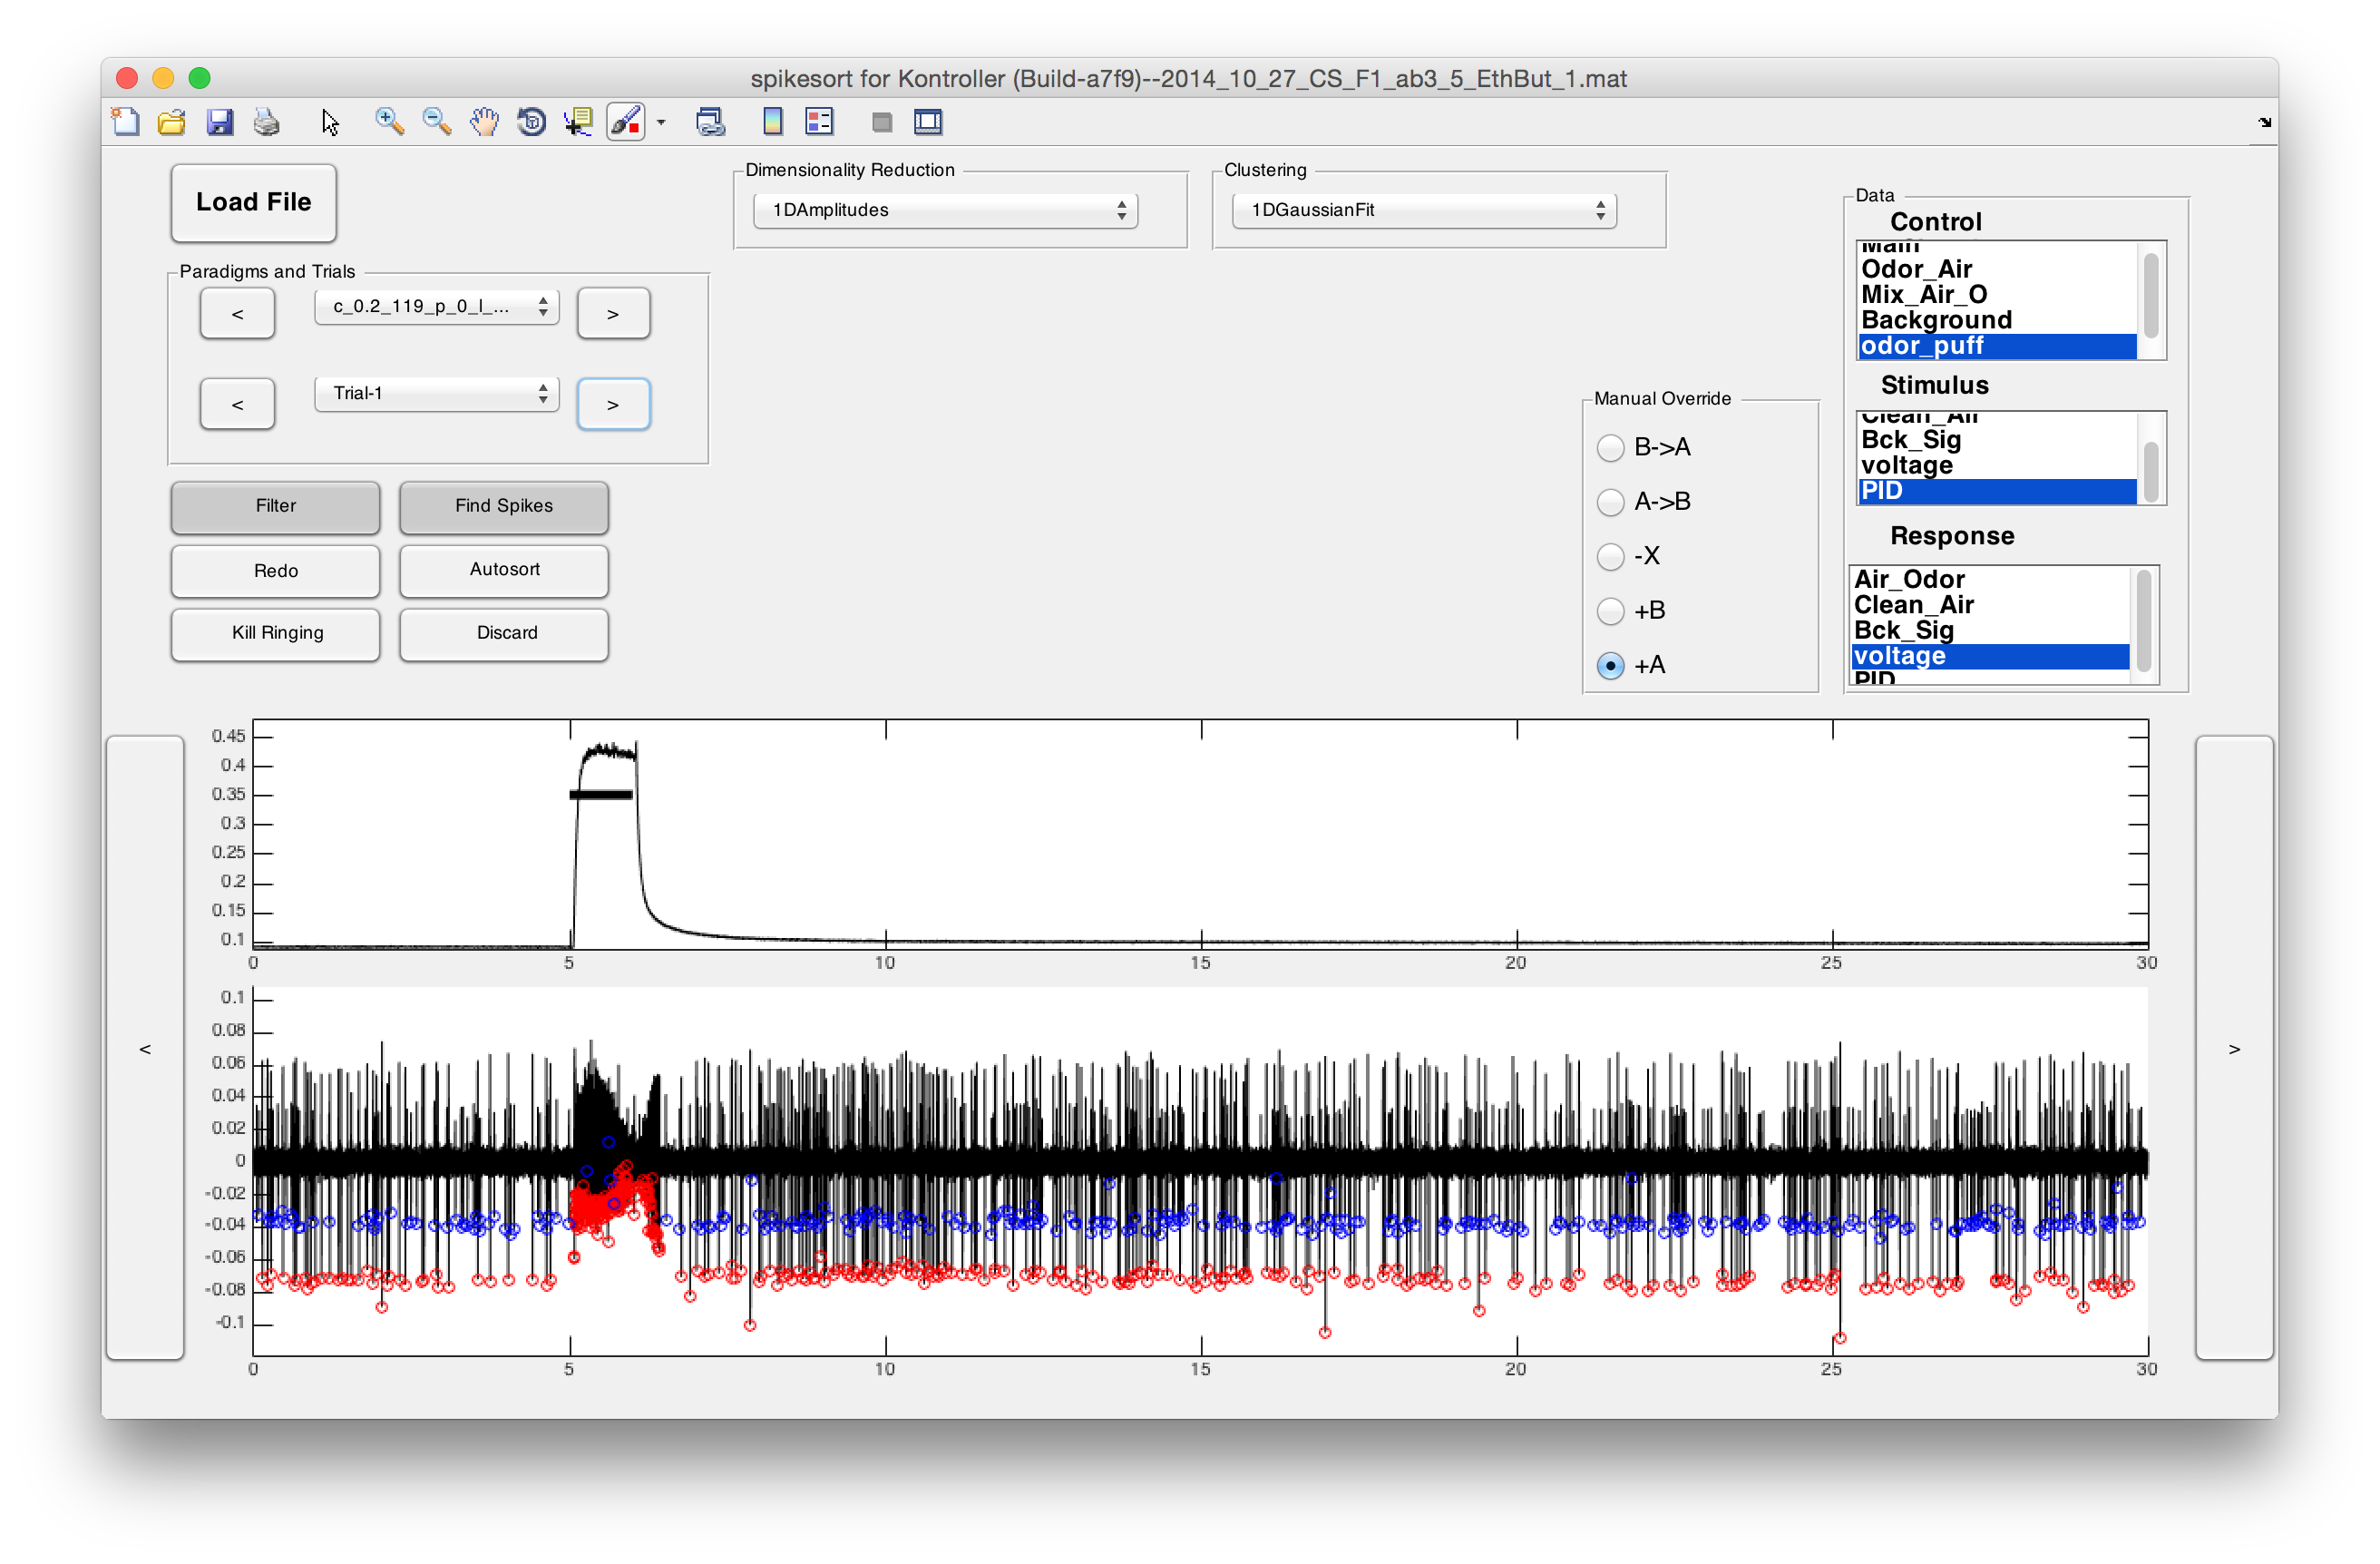 spikesort for Kontroller (Build-a7f9)--2014_10_27_CS_F1_ab3_5_EthBut_1.mat
Load File
Dimensionality Reduction
1DAmplitudes
Clustering
1DGaussianFit
Paradigms and Trials
<
c_0.2_119_p_0_l_...
>
<
Trial-1
>
Filter
Find Spikes
Redo
Autosort
Kill Ringing
Discard
Manual Override
B->A
A->B
-X
+B
+A
Data
Control
Main
Odor_Air
Mix_Air_O
Background
odor_puff
Stimulus
Clean_Air
Bck_Sig
voltage
PID
Response
Air_Odor
Clean_Air
Bck_Sig
voltage
PID
<
0.45
0.4
0.35
0.3
0.25
0.2
0.15
0.1
0 5 10 15 20 25 30
0.1
0.08
0.06
0.04
0.02
0
-0.02
-0.04
-0.06
-0.08
-0.1
0 5 10 15 20 25 30
>